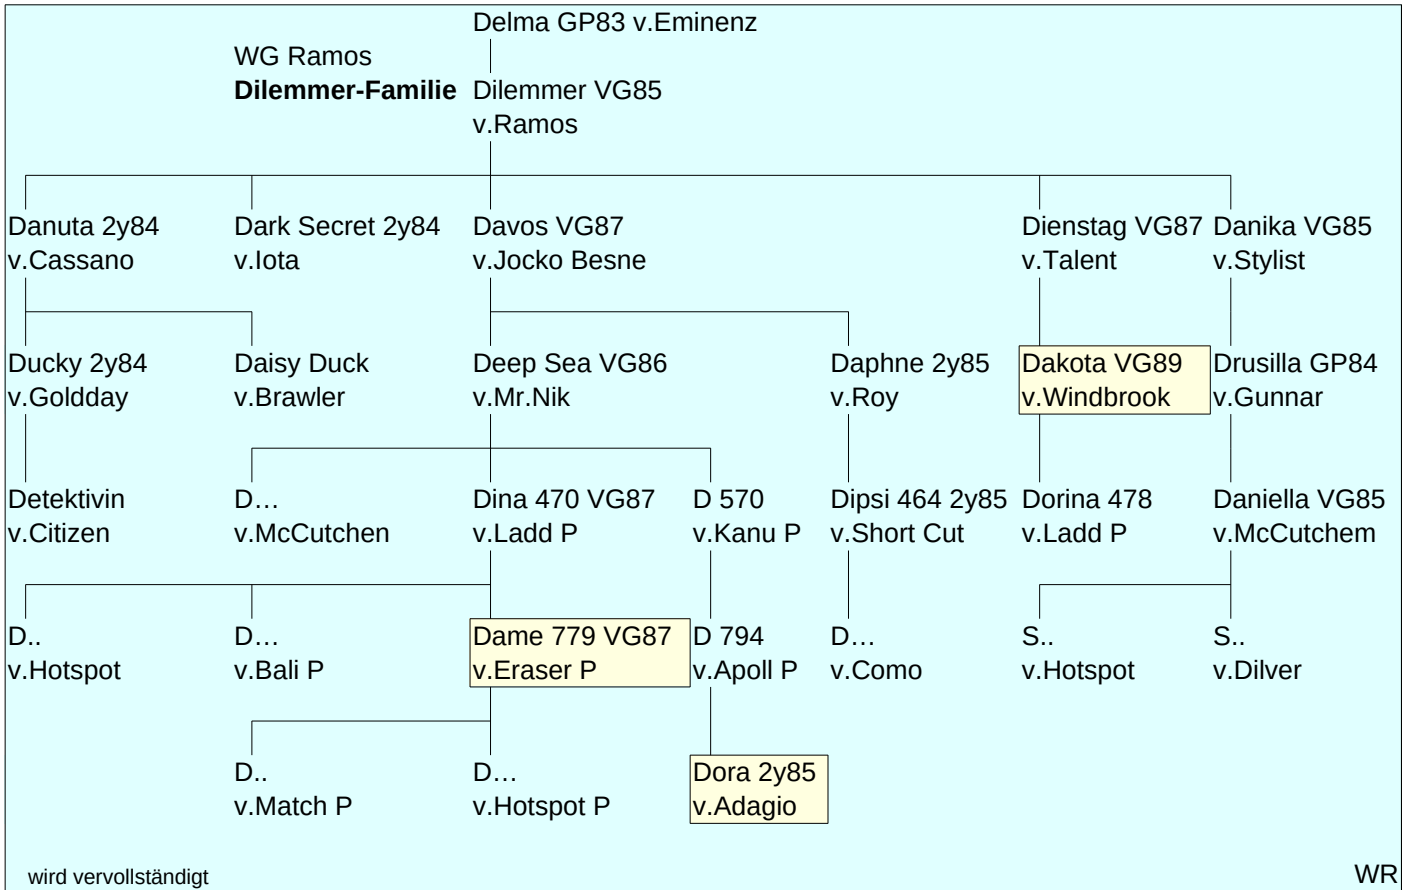 Delma GP83 v.Eminenz
WG Ramos
Dilemmer-Familie Dilemmer VG85
v.Ramos
Danuta 2y84 Dark Secret 2y84 Davos VG87 Dienstag VG87 Danika VG85
v.Cassano v.Iota v.Jocko Besne v.Talent v.Stylist
Ducky 2y84 Daisy Duck Deep Sea VG86 Daphne 2y85 Dakota VG89 Drusilla GP84
v.Goldday v.Brawler v.Mr.Nik v.Roy v.Windbrook v.Gunnar
Detektivin D… Dina 470 VG87 D 570 Dipsi 464 2y85 Dorina 478 Daniella VG85
v.Citizen v.McCutchen v.Ladd P v.Kanu P v.Short Cut v.Ladd P v.McCutchem
D.. D… Dame 779 VG87 D 794 D… S.. S..
v.Hotspot v.Bali P v.Eraser P v.Apoll P v.Como v.Hotspot v.Dilver
D.. D… Dora 2y85
v.Match P v.Hotspot P v.Adagio
wird vervollständigt WR